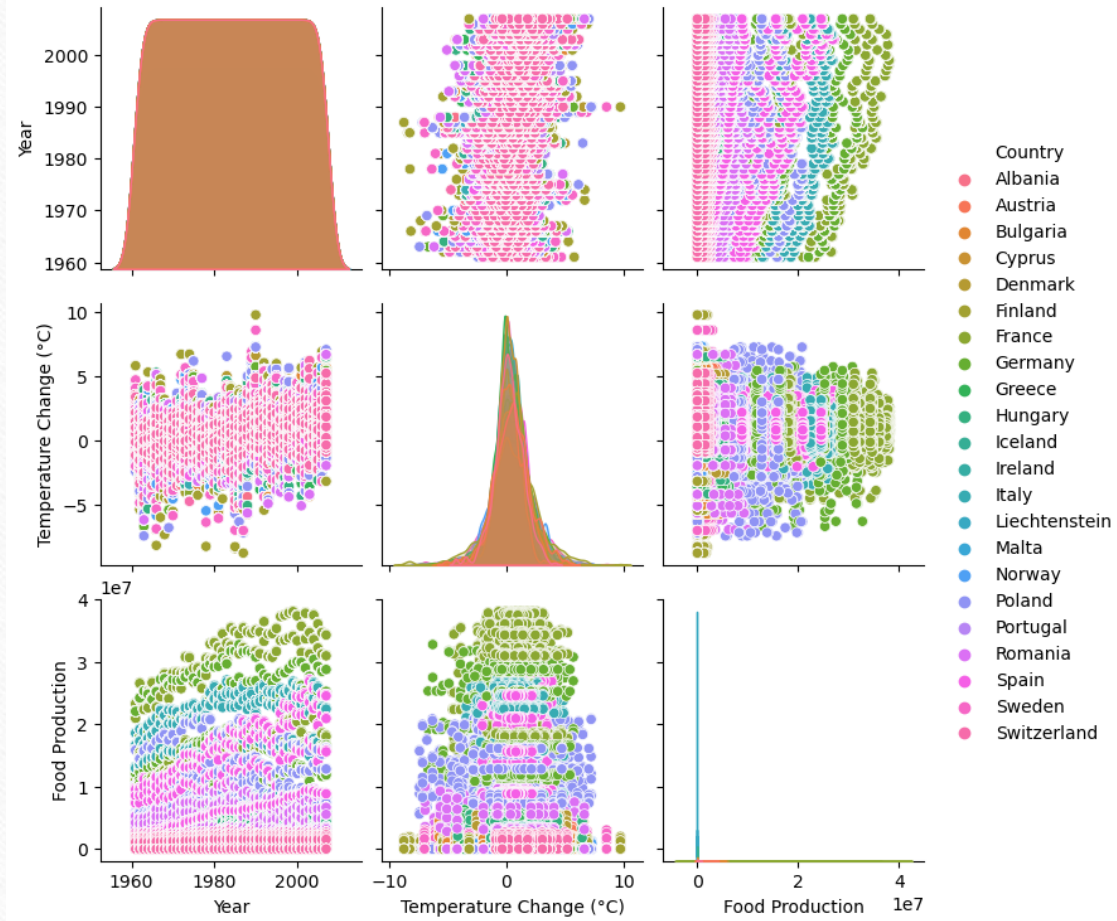 Year
2000
1990
1980
1970
1960
Temperature Change (°C)
10
5
0
−5
1e7
Food Production
4
3
2
1
0
1960
1980
2000
Year
−10
0
10
Temperature Change (°C)
0
2
4
1e7
Food Production
Country
Albania
Austria
Bulgaria
Cyprus
Denmark
Finland
France
Germany
Greece
Hungary
Iceland
Ireland
Italy
Liechtenstein
Malta
Norway
Poland
Portugal
Romania
Spain
Sweden
Switzerland